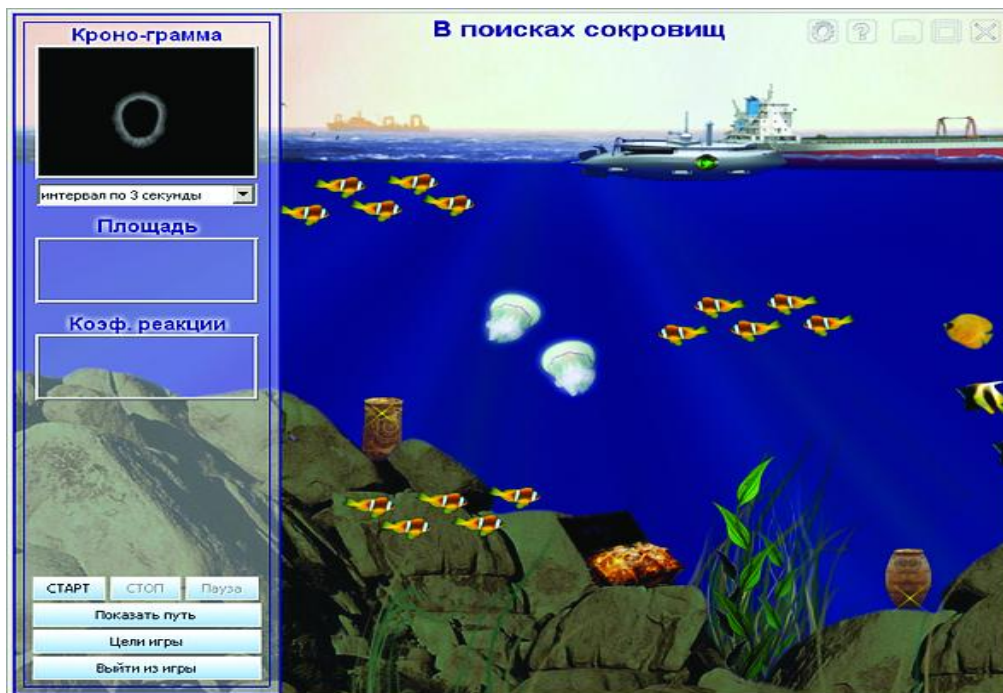 В поисках сокровищ
?
Кроно-грамма
интервал по 3 секунды
Площадь
Коэф. реакции
СТАРТ СТОП Пауза
Показать путь
Цели игры
Выйти из игры